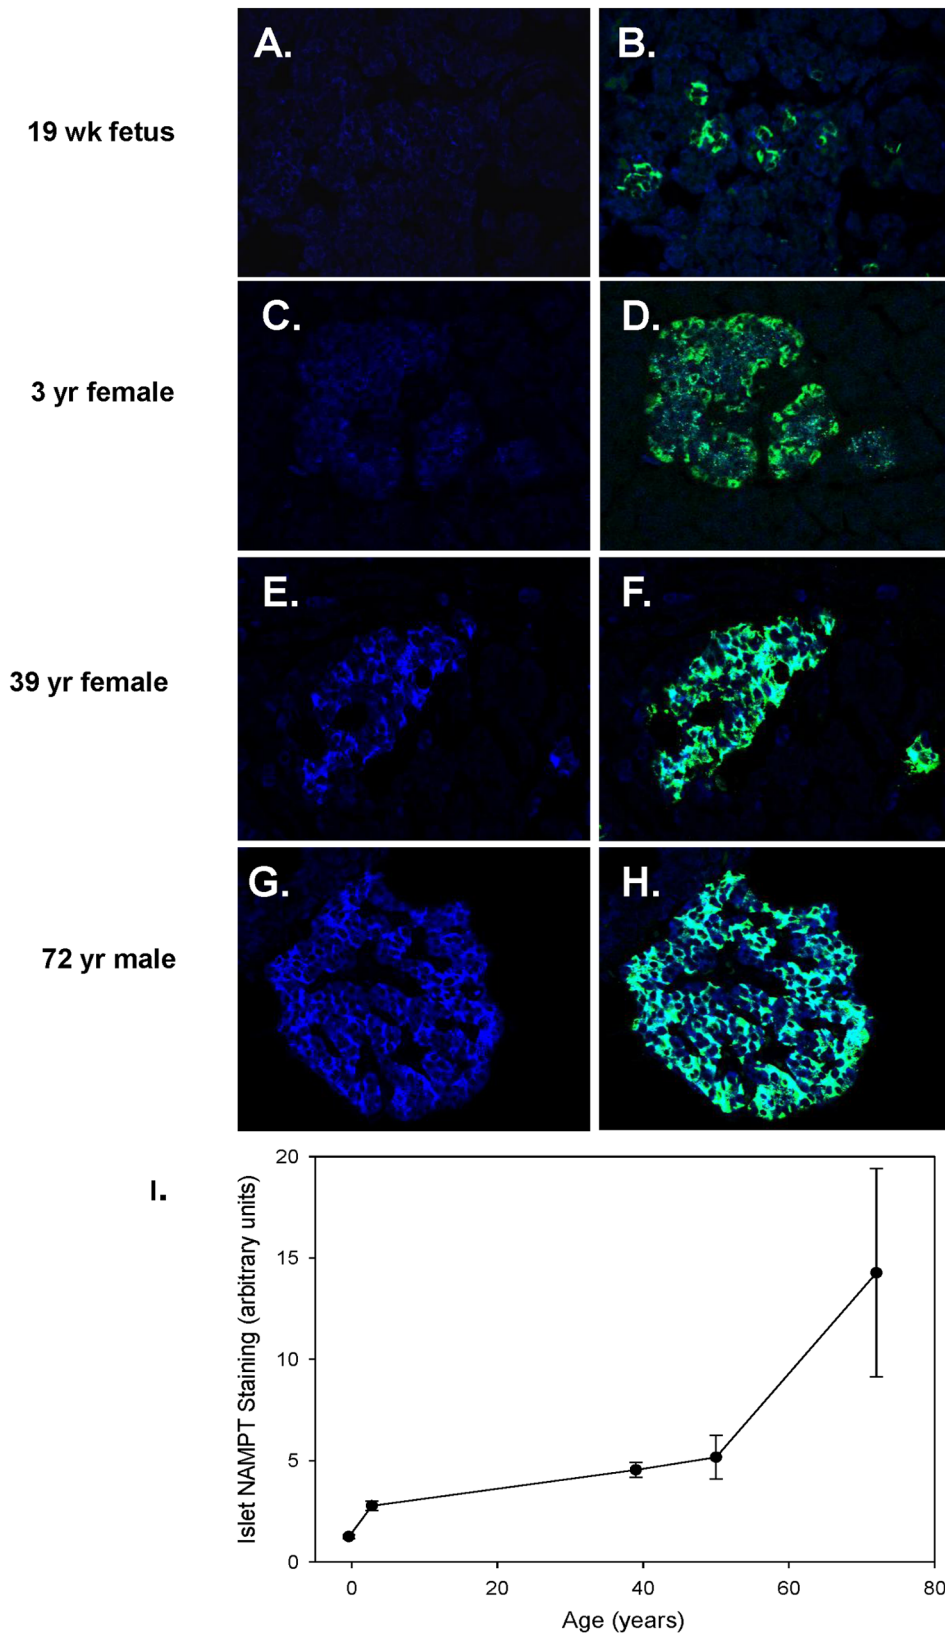 A.
B.
19 wk fetus
C.
D.
3 yr female
E.
F.
39 yr female
G.
H.
72 yr male
I.
Islet NAMPT Staining (arbitrary units)
20
15
10
5
0
0
20
40
60
80
Age (years)